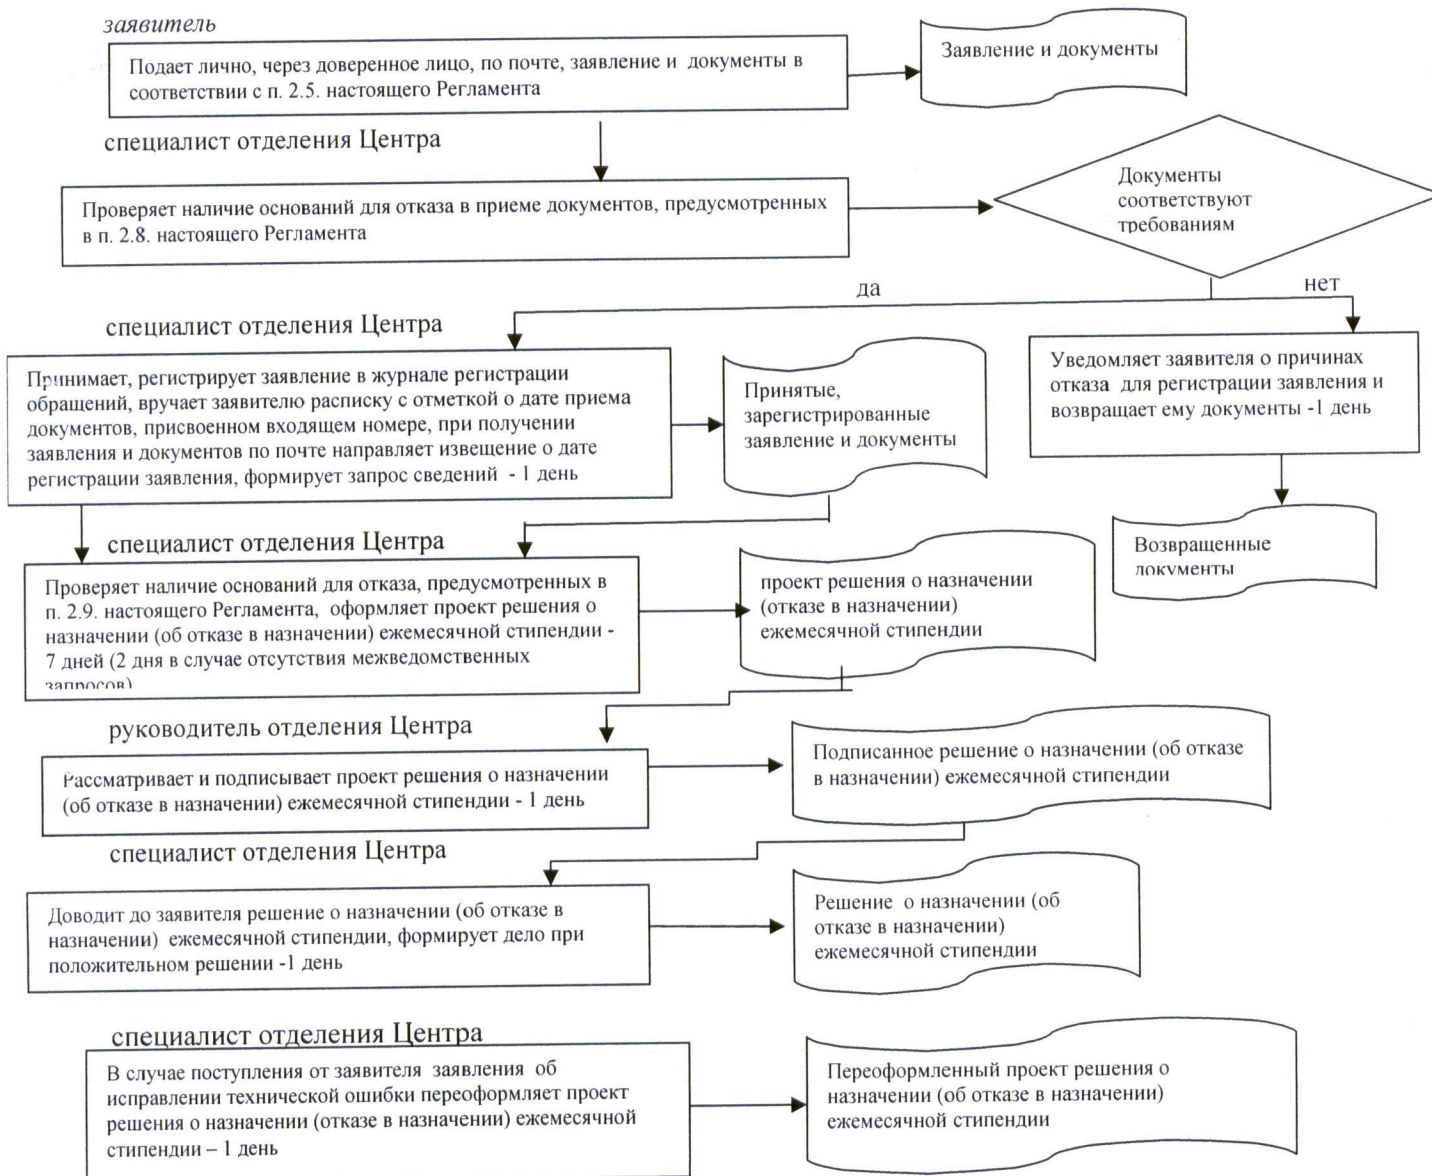 заявитель
Подает лично, через доверенное лицо, по почте, заявление и документы в
соответствии с п. 2.5. настоящего Регламента
Заявление и документы
специалист отделения Центра
Проверяет наличие оснований для отказа в приеме документов, предусмотренных
в п. 2.8. настоящего Регламента
Документы
соответствуют
требованиям
да
нет
специалист отделения Центра
Принимает, регистрирует заявление в журнале регистрации
обращений, вручает заявителю расписку с отметкой о дате приема
документов, присвоенном входящем номере, при получении
заявления и документов по почте направляет извещение о дате
регистрации заявления, формирует запрос сведений - 1 день
Принятые,
зарегистрированные
заявление и документы
Уведомляет заявителя о причинах
отказа для регистрации заявления и
возвращает ему документы -1 день
Возвращенные
документы
специалист отделения Центра
Проверяет наличие оснований для отказа, предусмотренных в
п. 2.9. настоящего Регламента, оформляет проект решения о
назначении (об отказе в назначении) ежемесячной стипендии -
7 дней (2 дня в случае отсутствия межведомственных
запросов)
проект решения о назначении
(отказе в назначении)
ежемесячной стипендии
руководитель отделения Центра
Рассматривает и подписывает проект решения о назначении
(об отказе в назначении) ежемесячной стипендии - 1 день
Подписанное решение о назначении (об отказе
в назначении) ежемесячной стипендии
специалист отделения Центра
Доводит до заявителя решение о назначении (об отказе в
назначении) ежемесячной стипендии, формирует дело при
положительном решении -1 день
Решение о назначении (об
отказе в назначении)
ежемесячной стипендии
специалист отделения Центра
В случае поступления от заявителя заявления об
исправлении технической ошибки переоформляет проект
решения о назначении (отказе в назначении) ежемесячной
стипендии – 1 день
Переоформленный проект решения о
назначении (об отказе в назначении)
ежемесячной стипендии